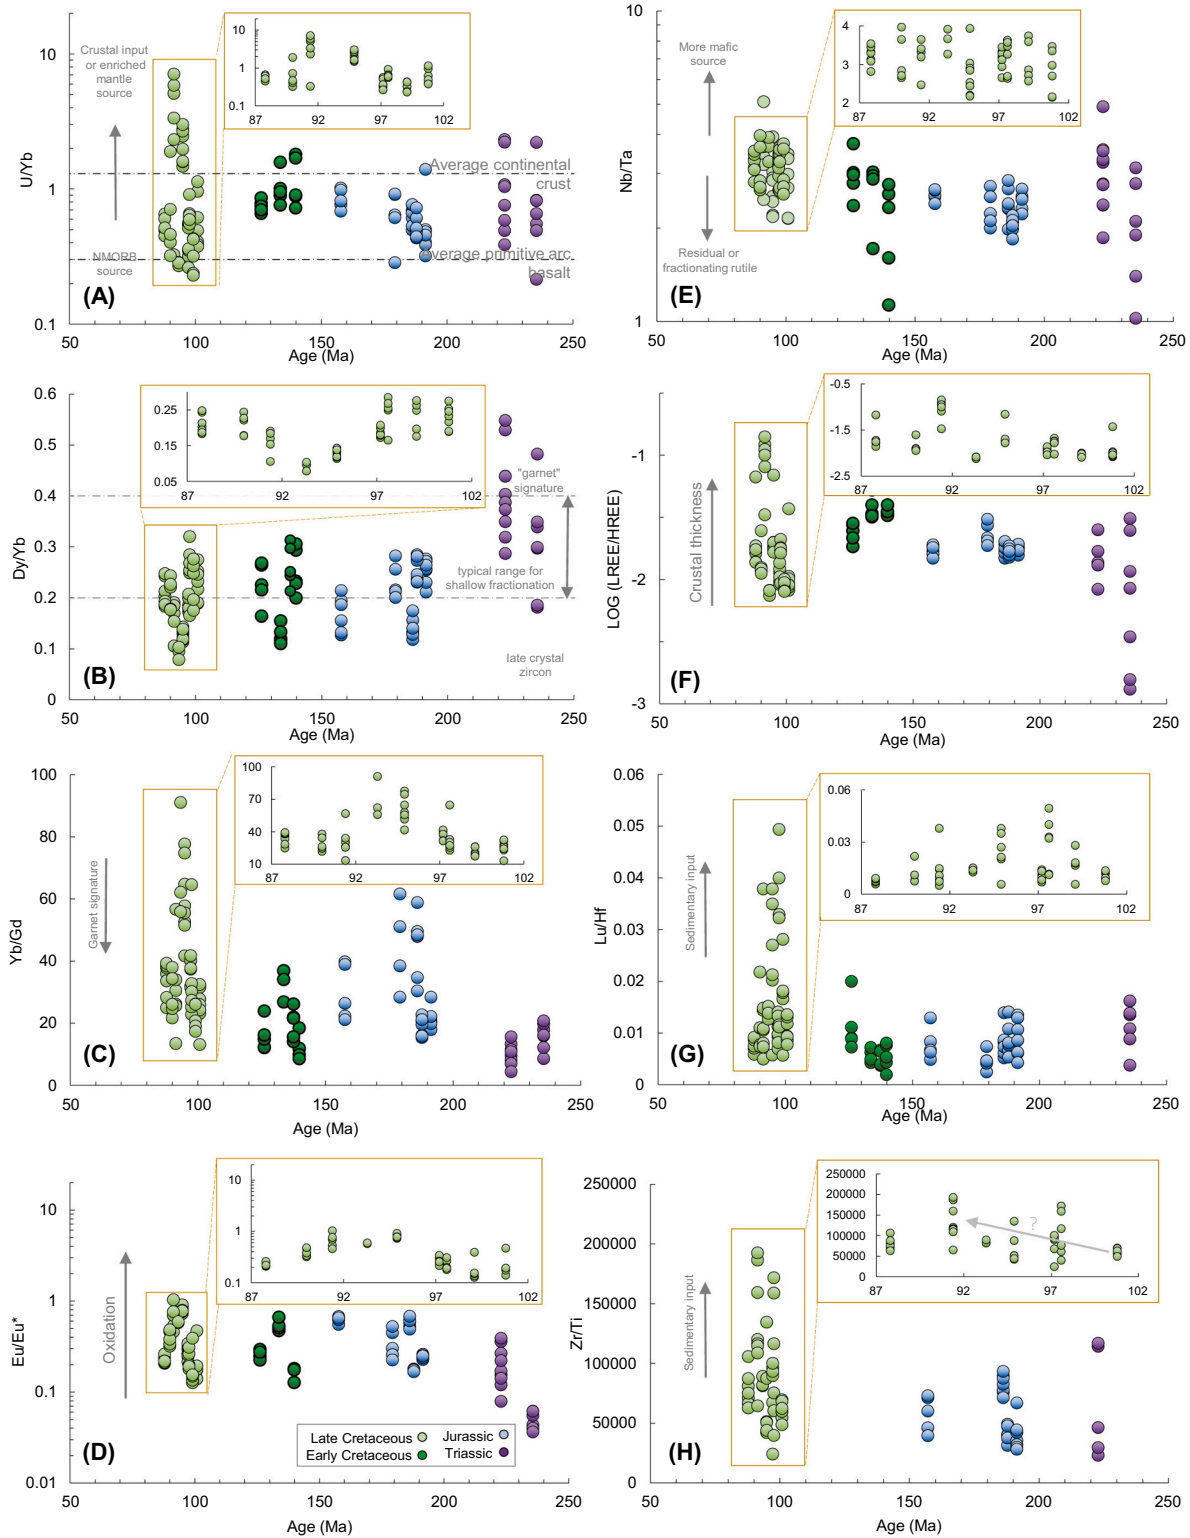 10
1
0.1
U/Yb
Crustal input
or enriched
mantle
source
NMORB
source
Average continental
crust
Average primitive arc
basalt
10
1
0.1
87
92
97
102
(A)
50
100
150
200
250
Age (Ma)
10
1
Nb/Ta
More mafic
source
Residual or
fractionating rutile
4
3
2
87
92
97
102
(E)
50
100
150
200
250
Age (Ma)
0.6
0.5
0.4
0.3
0.2
0.1
0
Dy/Yb
0.25
0.15
0.05
87
92
97
102
"garnet"
signature
typical range for
shallow fractionation
late crystal
zircon
(B)
50
100
150
200
250
Age (Ma)
-1
-2
-3
LOG (LREE/HREE)
Crustal thickness
-0.5
-1.5
-2.5
87
92
97
102
(F)
50
100
150
200
250
Age (Ma)
100
80
60
40
20
0
Yb/Gd
Garnet signature
100
70
40
10
87
92
97
102
(C)
50
100
150
200
250
Age (Ma)
0.06
0.05
0.04
0.03
0.02
0.01
0
Lu/Hf
Sedimentary input
0.06
0.03
0
87
92
97
102
(G)
50
100
150
200
250
Age (Ma)
10
1
0.1
0.01
Eu/Eu*
Oxidation
10
1
0.1
87
92
97
102
(D)
Late Cretaceous
Jurassic
Early Cretaceous
Triassic
50
100
150
200
250
Age (Ma)
250000
200000
150000
100000
50000
0
Zr/Ti
Sedimentary input
250000
200000
150000
100000
50000
0
?
87
92
97
102
(H)
50
100
150
200
250
Age (Ma)